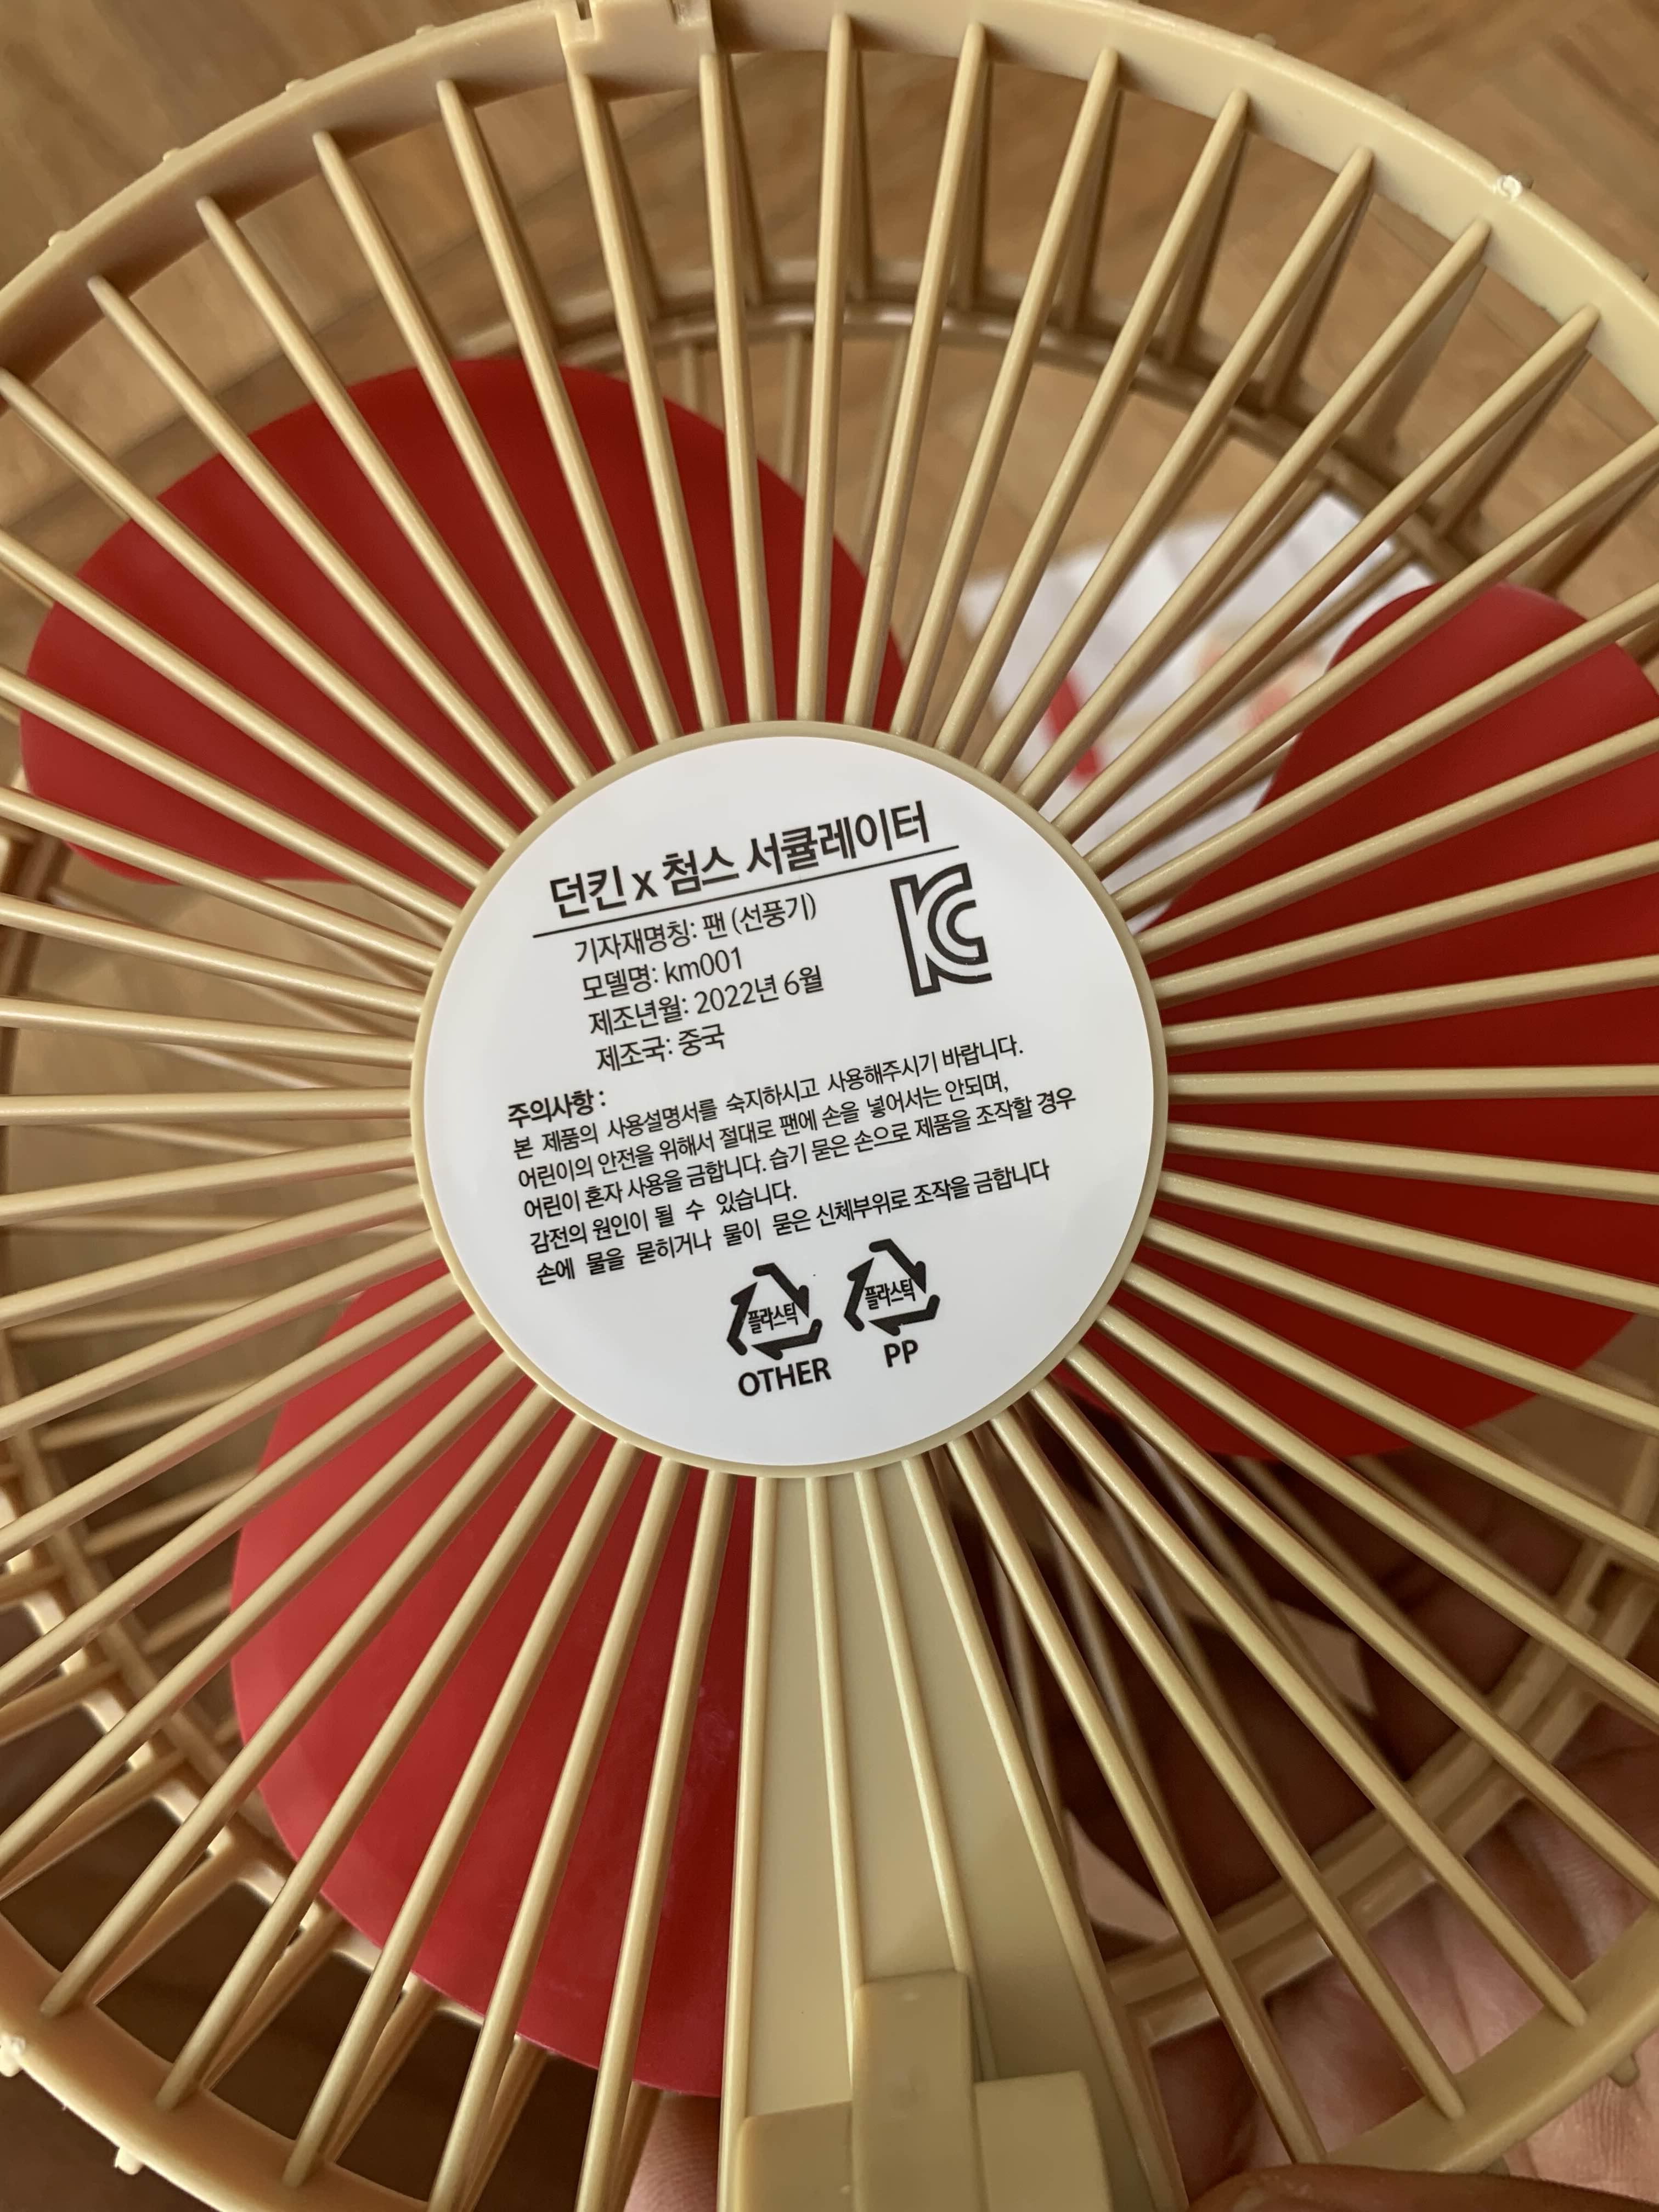 던킨 x 첨스 서큘레이터
기자재명칭: 팬 (선풍기)
모델명: km001
제조년월: 2022년 6월
제조국: 중국
주의사항 :
본 제품의 사용설명서를 숙지하시고 사용해주시기 바랍니다.
어린이의 안전을 위해서 절대로 팬에 손을 넣어서는 안되며,
어린이 혼자 사용을 금합니다. 습기 묻은 손으로 제품을 조작할 경우
감전의 원인이 될 수 있습니다.
손에 물을 묻히거나 물이 묻은 신체부위로 조작을 금합니다
플라스틱 플라스틱
OTHER PP